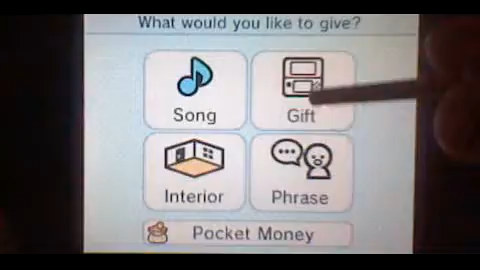 What would you like to give?
Song
Gift
Interior
Phrase
Pocket Money